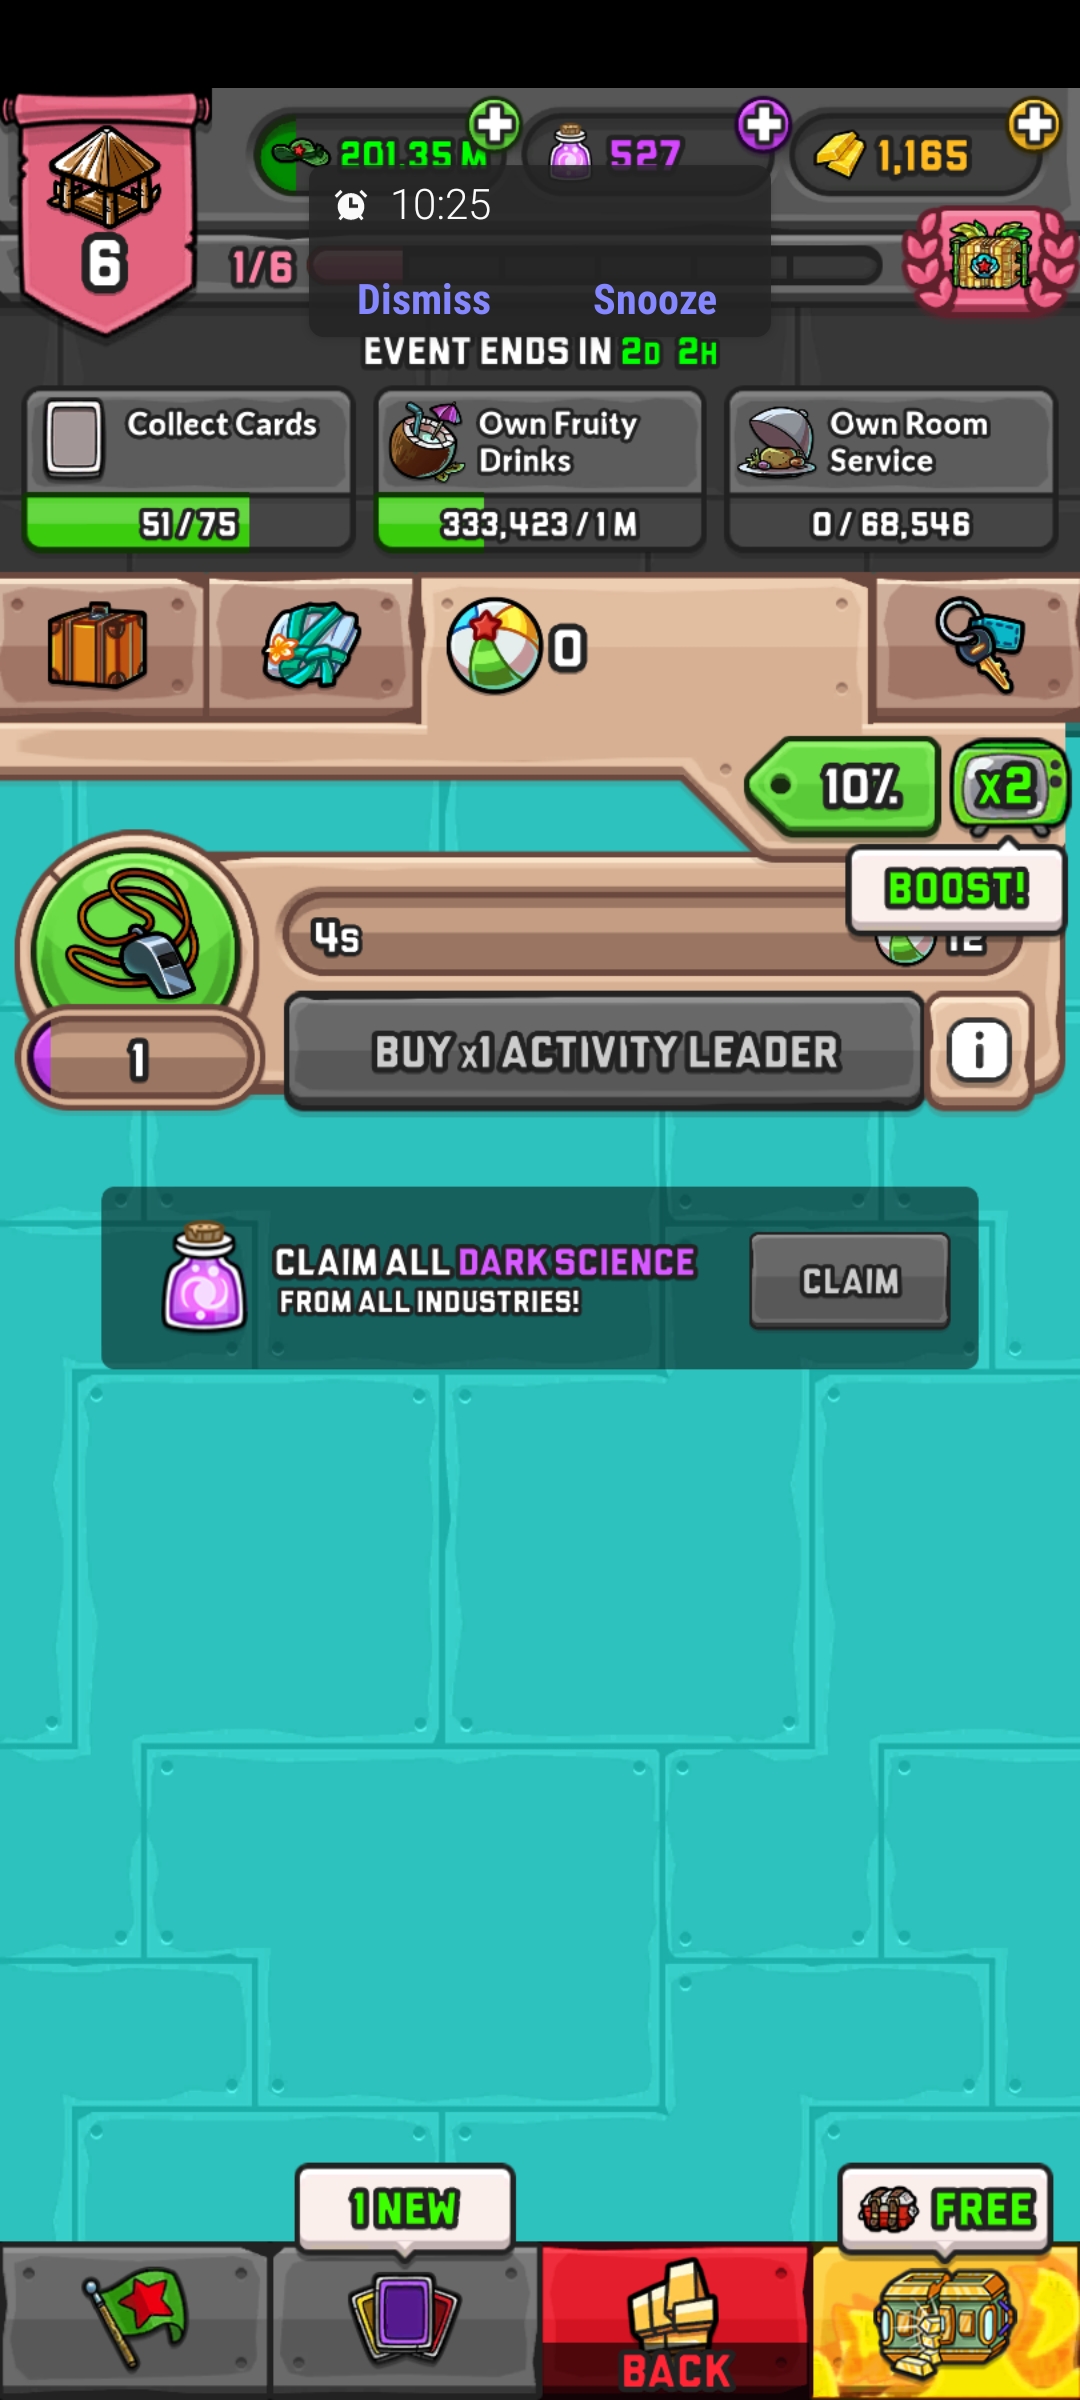 201.35 M
527
1,165
10:25
6
1/6
Dismiss
Snooze
EVENT ENDS IN 2D 2H
Collect Cards
51/75
Own Fruity
Drinks
333,423/1M
Own Room
Service
0/68,546
0
10%
x2
BOOST!
4s
12
1
BUY x1 ACTIVITY LEADER
i
CLAIM ALL DARK SCIENCE
FROM ALL INDUSTRIES!
CLAIM
1 NEW
FREE
BACK